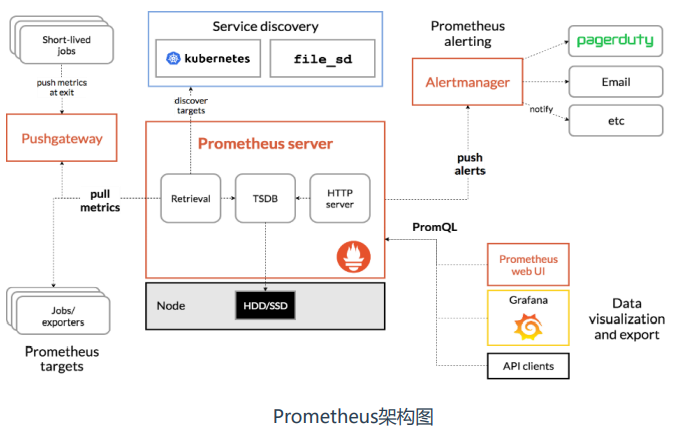 Short-lived
jobs
push metrics
at exit
Pushgateway
Service discovery
kubernetes
file_sd
discover
targets
Prometheus
alerting
Alertmanager
pagerduty
Email
notify
etc
Prometheus server
Retrieval
TSDB
HTTP
server
pull
metrics
push
alerts
Node
HDD/SSD
Jobs/
exporters
Prometheus
targets
PromQL
Prometheus
web UI
Grafana
API clients
Data
visualization
and export
Prometheus架构图